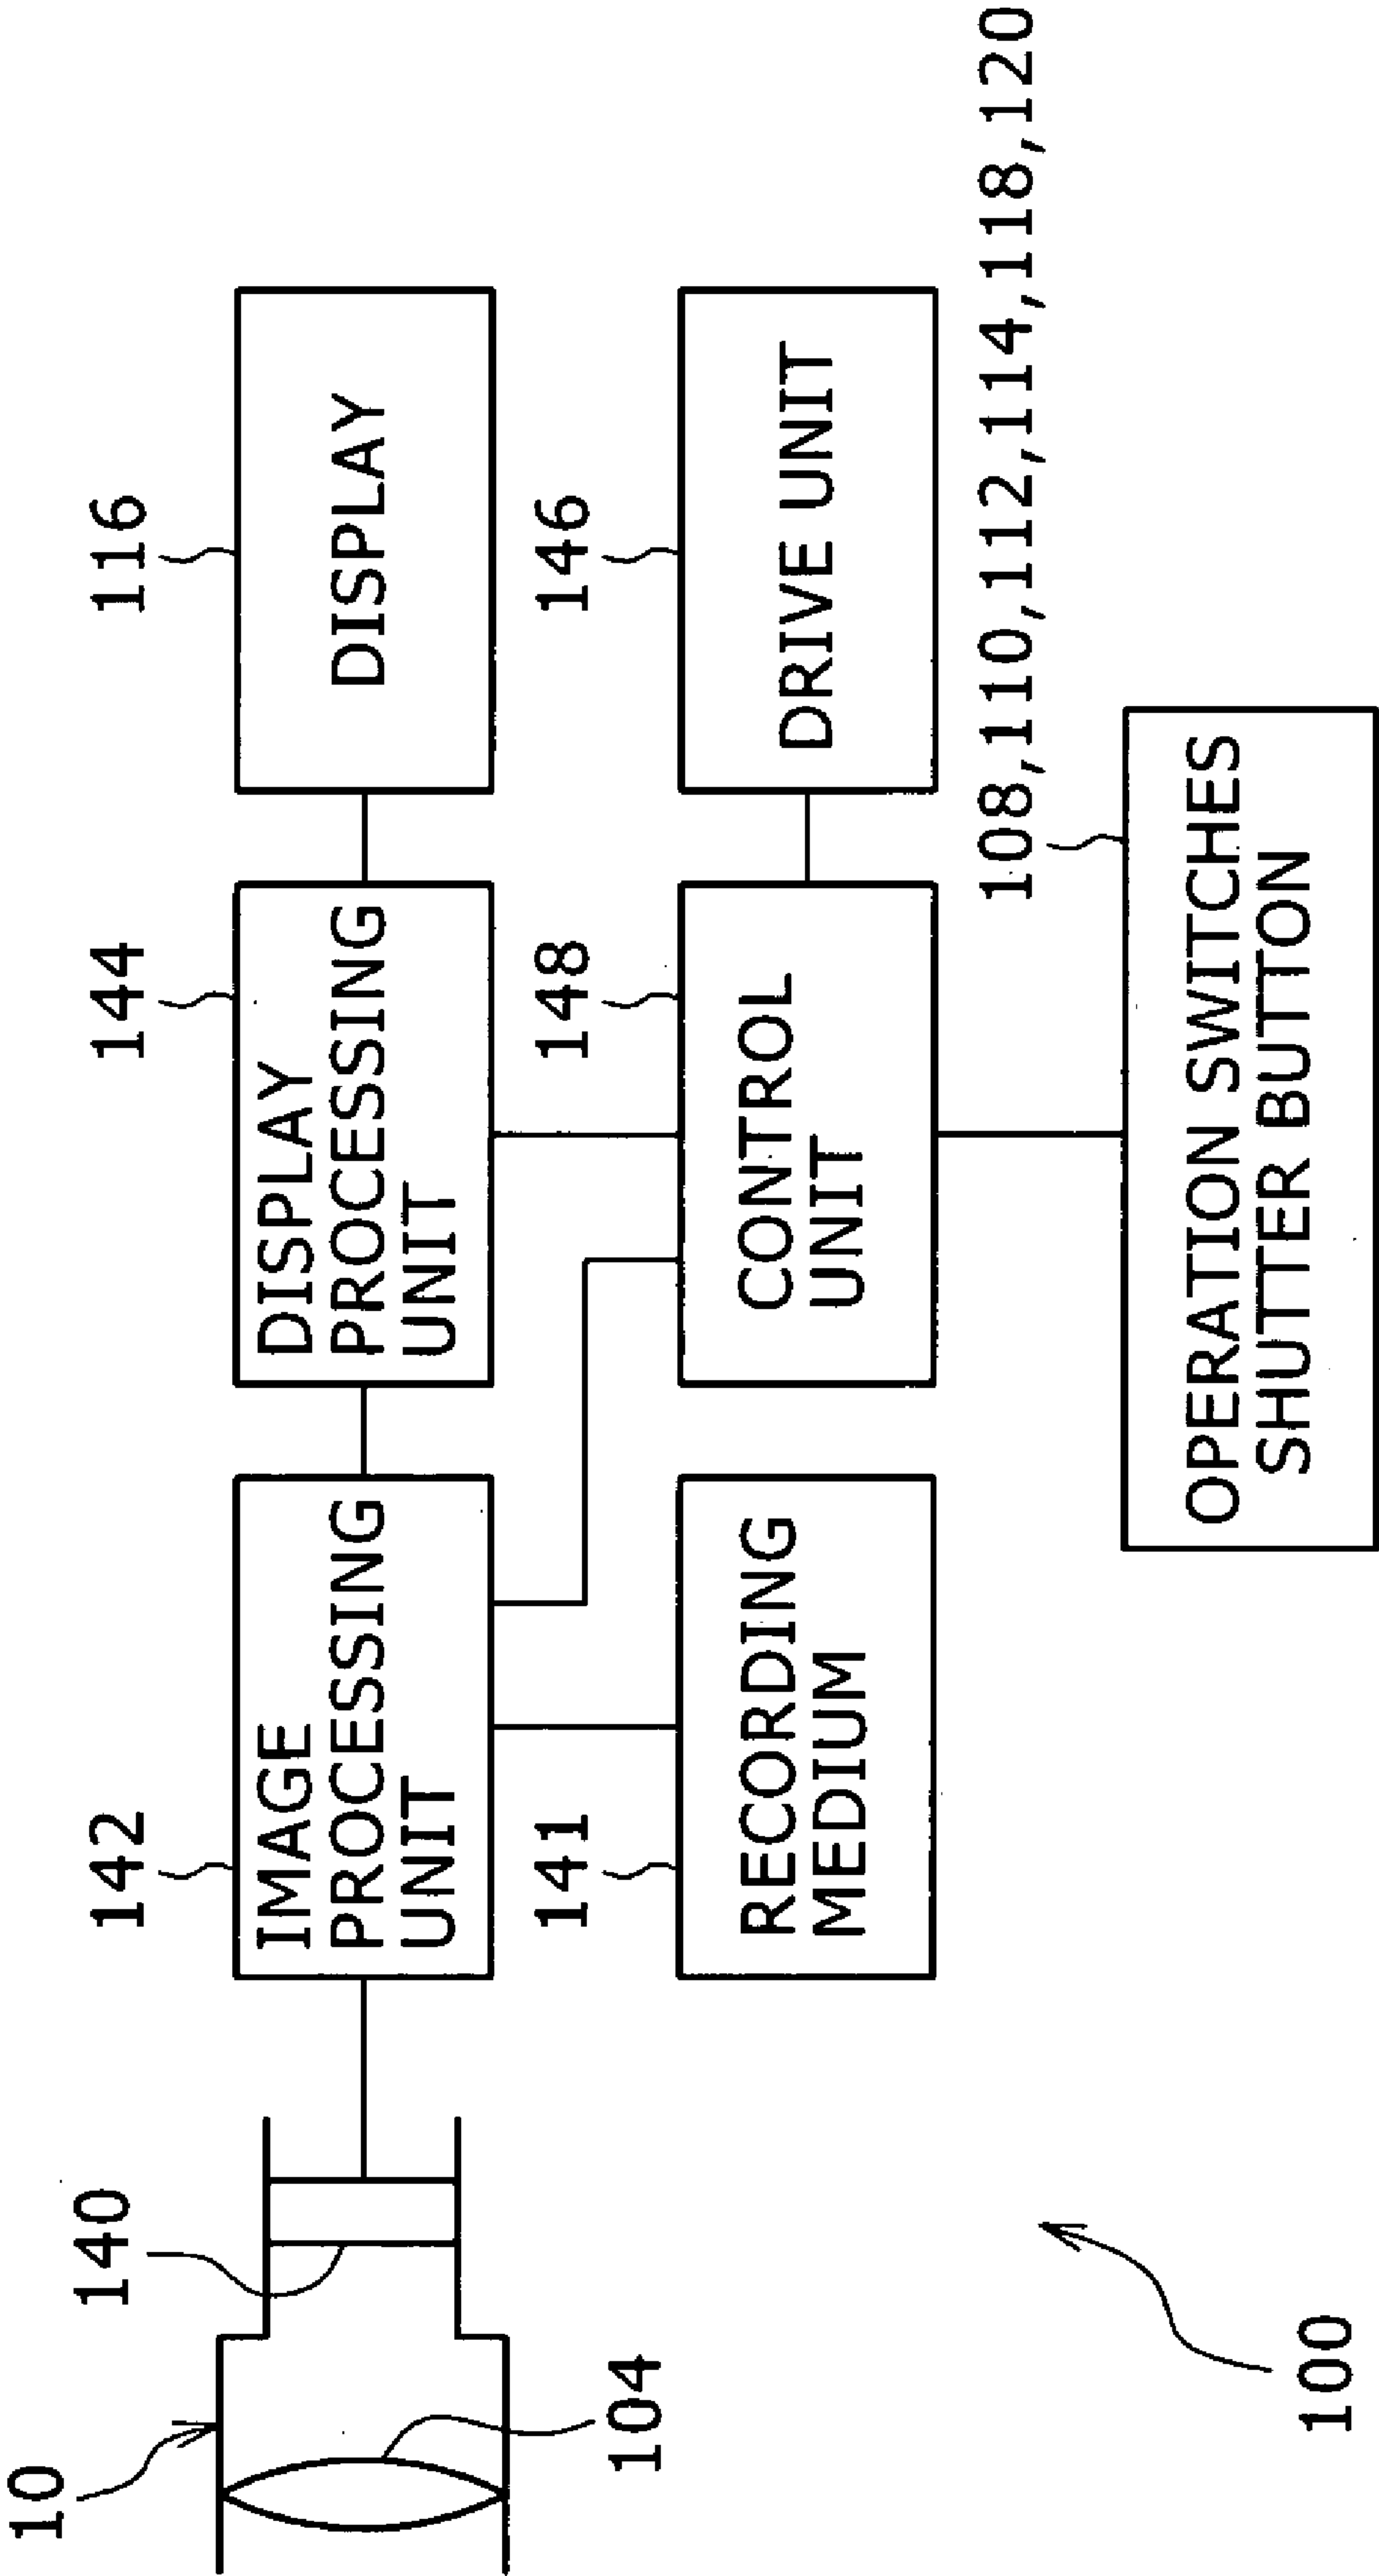 10
140
104
142
IMAGE
PROCESSING
UNIT
144
DISPLAY
PROCESSING
UNIT
116
DISPLAY
141
RECORDING
MEDIUM
148
CONTROL
UNIT
146
DRIVE UNIT
108,110,112,114,118,120
OPERATION SWITCHES
SHUTTER BUTTON
100